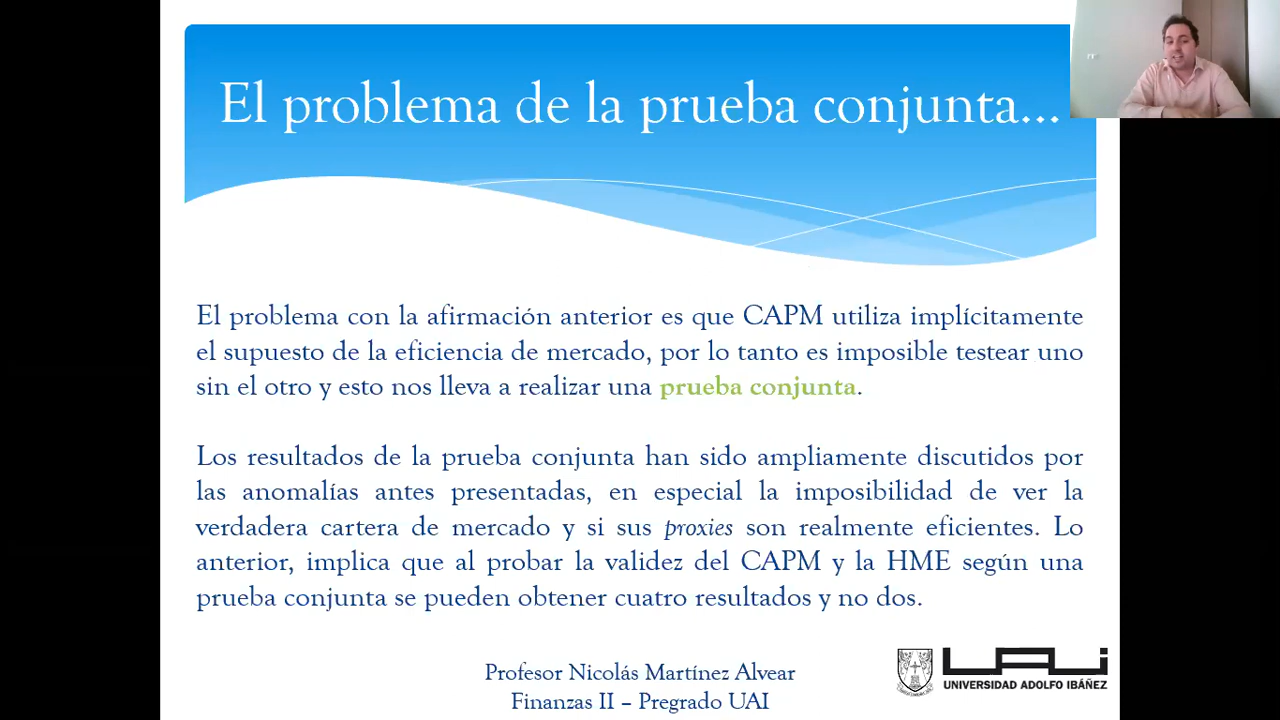 El problema de la prueba conjunta...
El problema con la afirmación anterior es que CAPM utiliza implícitamente
el supuesto de la eficiencia de mercado, por lo tanto es imposible testear uno
sin el otro y esto nos lleva a realizar una prueba conjunta.
Los resultados de la prueba conjunta han sido ampliamente discutidos por
las anomalías antes presentadas, en especial la imposibilidad de ver la
verdadera cartera de mercado y si sus proxies son realmente eficientes. Lo
anterior, implica que al probar la validez del CAPM y la HME según una
prueba conjunta se pueden obtener cuatro resultados y no dos.
Profesor Nicolás Martínez Alvear
Finanzas II – Pregrado UAI
UAI
UNIVERSIDAD ADOLFO IBÁÑEZ